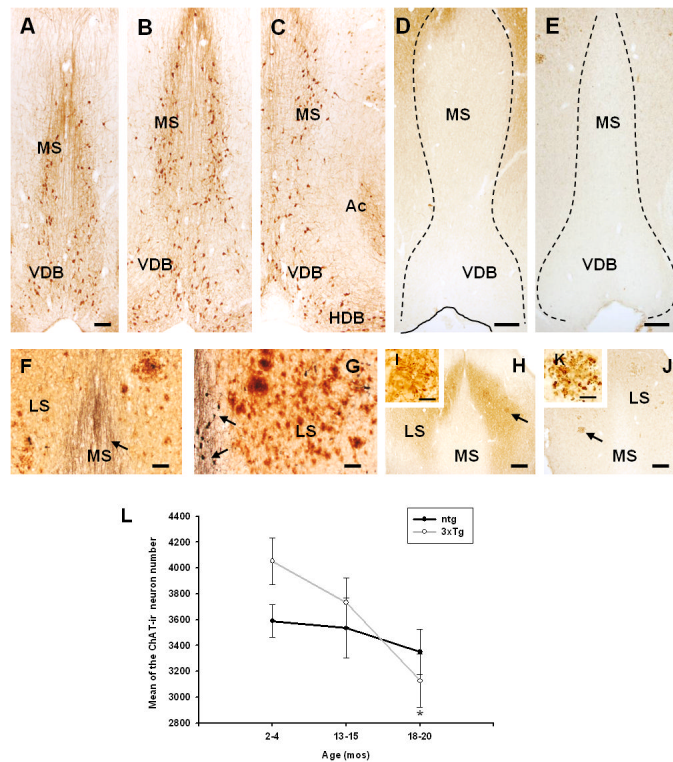 A B C D E
MS MS MS MS
Ac
VDB VDB VDB VDB VDB
HDB
F G I H K J
LS LS LS LS
MS MS MS
L
4400
4200
4000
3800
3600
3400
3200
3000
2800
Mean of the ChAT-ir neuron number
ntg
3xTg
*
2-4 13-15 18-20
Age (mos)